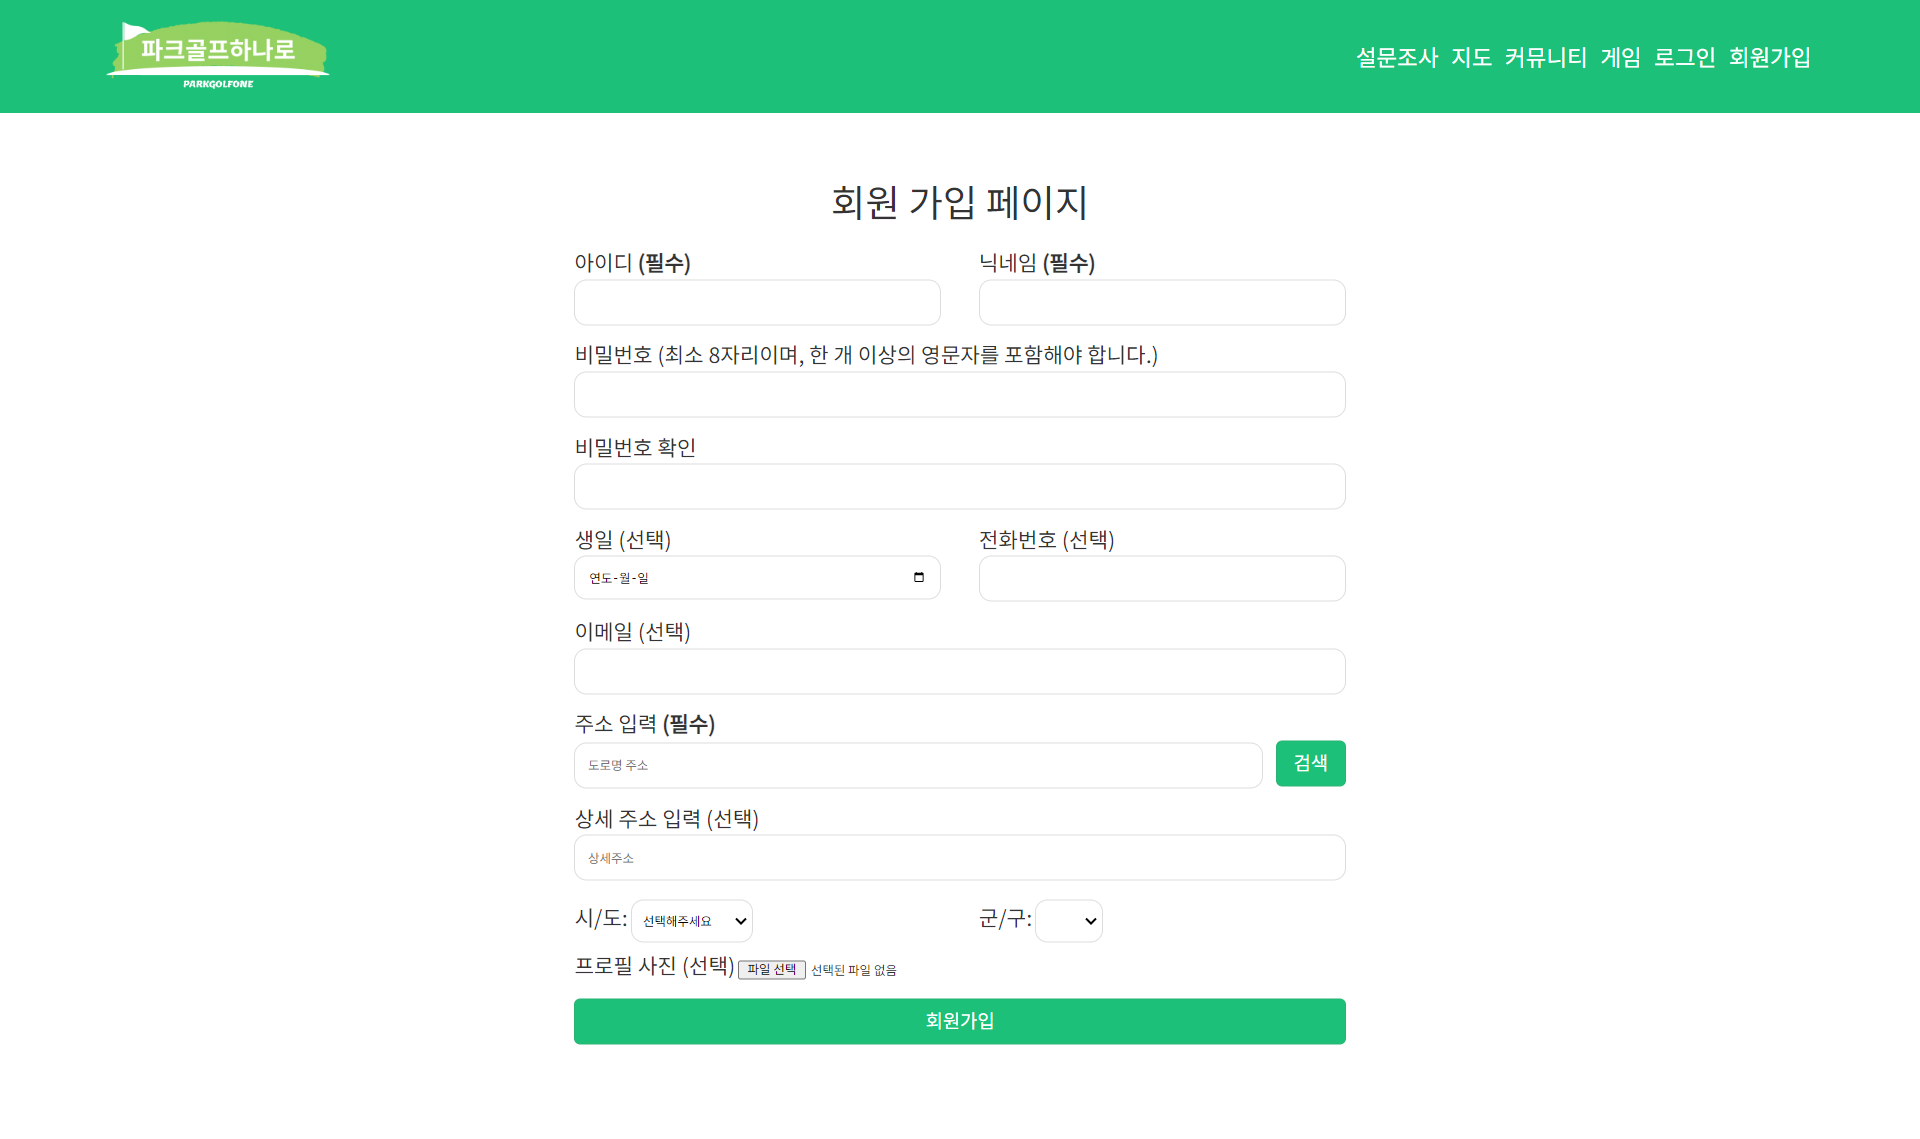 파크골프하나로
PARKGOLFONE
설문조사 지도 커뮤니티 게임 로그인 회원가입
회원 가입 페이지
아이디 (필수) 닉네임 (필수)
비밀번호 (최소 8자리이며, 한 개 이상의 영문자를 포함해야 합니다.)
비밀번호 확인
생일 (선택) 전화번호 (선택)
연도-월-일
이메일 (선택)
주소 입력 (필수)
도로명 주소 검색
상세 주소 입력 (선택)
상세주소
시/도: 선택해주세요 군/구:
프로필 사진 (선택) 파일 선택 선택된 파일 없음
회원가입